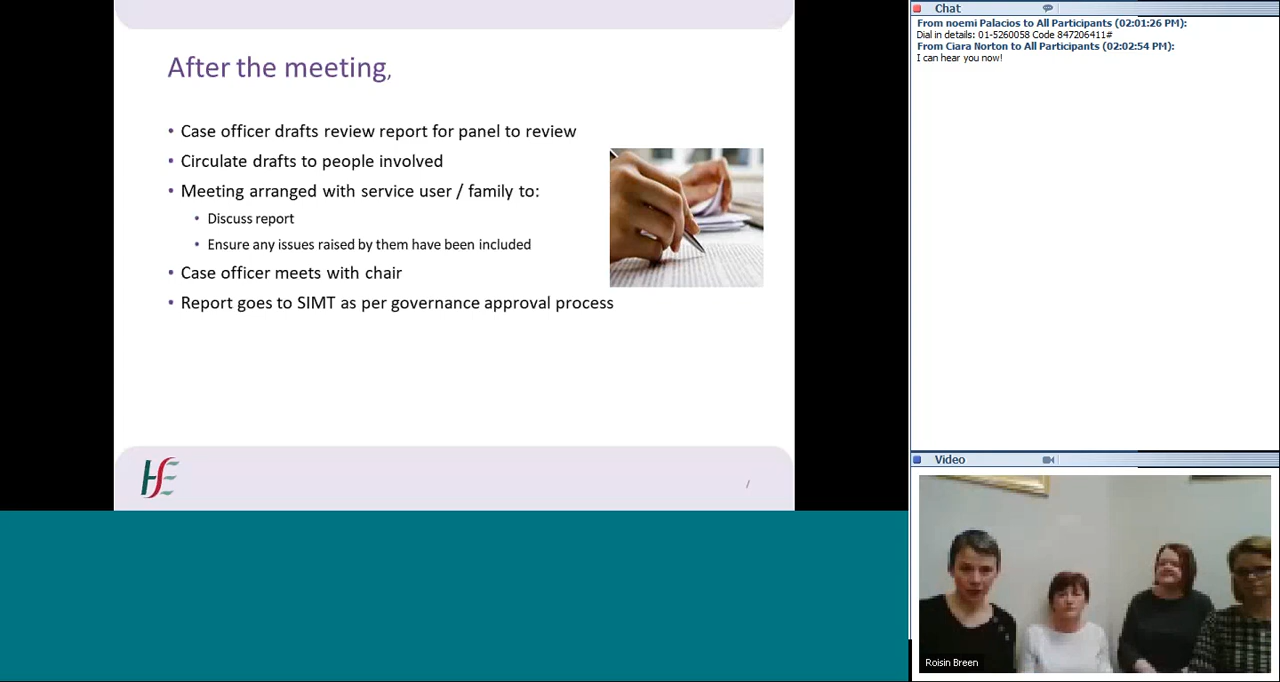 After the meeting,
• Case officer drafts review report for panel to review
• Circulate drafts to people involved
• Meeting arranged with service user / family to:
• Discuss report
• Ensure any issues raised by them have been included
• Case officer meets with chair
• Report goes to SIMT as per governance approval process
HE
/
Chat
From noemi Palacios to All Participants (02:01:26 PM):
Dial in details: 01-5260058 Code 847206411#
From Ciara Norton to All Participants (02:02:54 PM):
I can hear you now!
Video
Roisin Breen